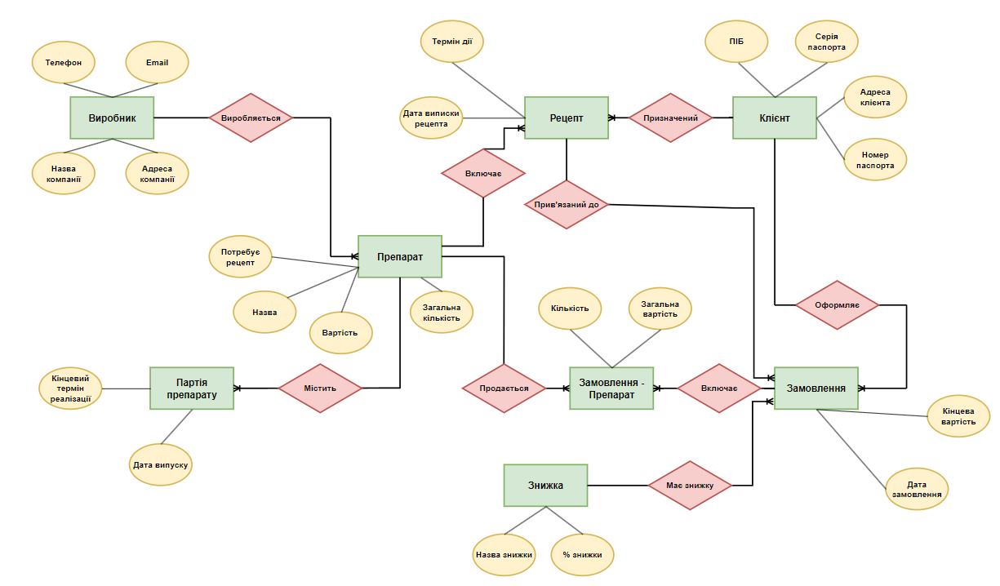 Термін дії
ПІБ
Серія
паспорта
Телефон
Email
Адреса
клієнта
Виробник
Виробляється
Дата виписки
рецепта
Рецепт
Призначений
Клієнт
Назва
компанії
Адреса
компанії
Включає
Номер
паспорта
Прив'язаний до
Потребує
рецепт
Препарат
Назва
Вартість
Загальна
кількість
Кількість
Загальна
вартість
Оформляє
Кінцевий
термін
реалізації
Партія
препарату
Містить
Продається
Замовлення -
Препарат
Включає
Замовлення
Кінцева
вартість
Дата випуску
Знижка
Має знижку
Дата
замовлення
Назва знижки
% знижки